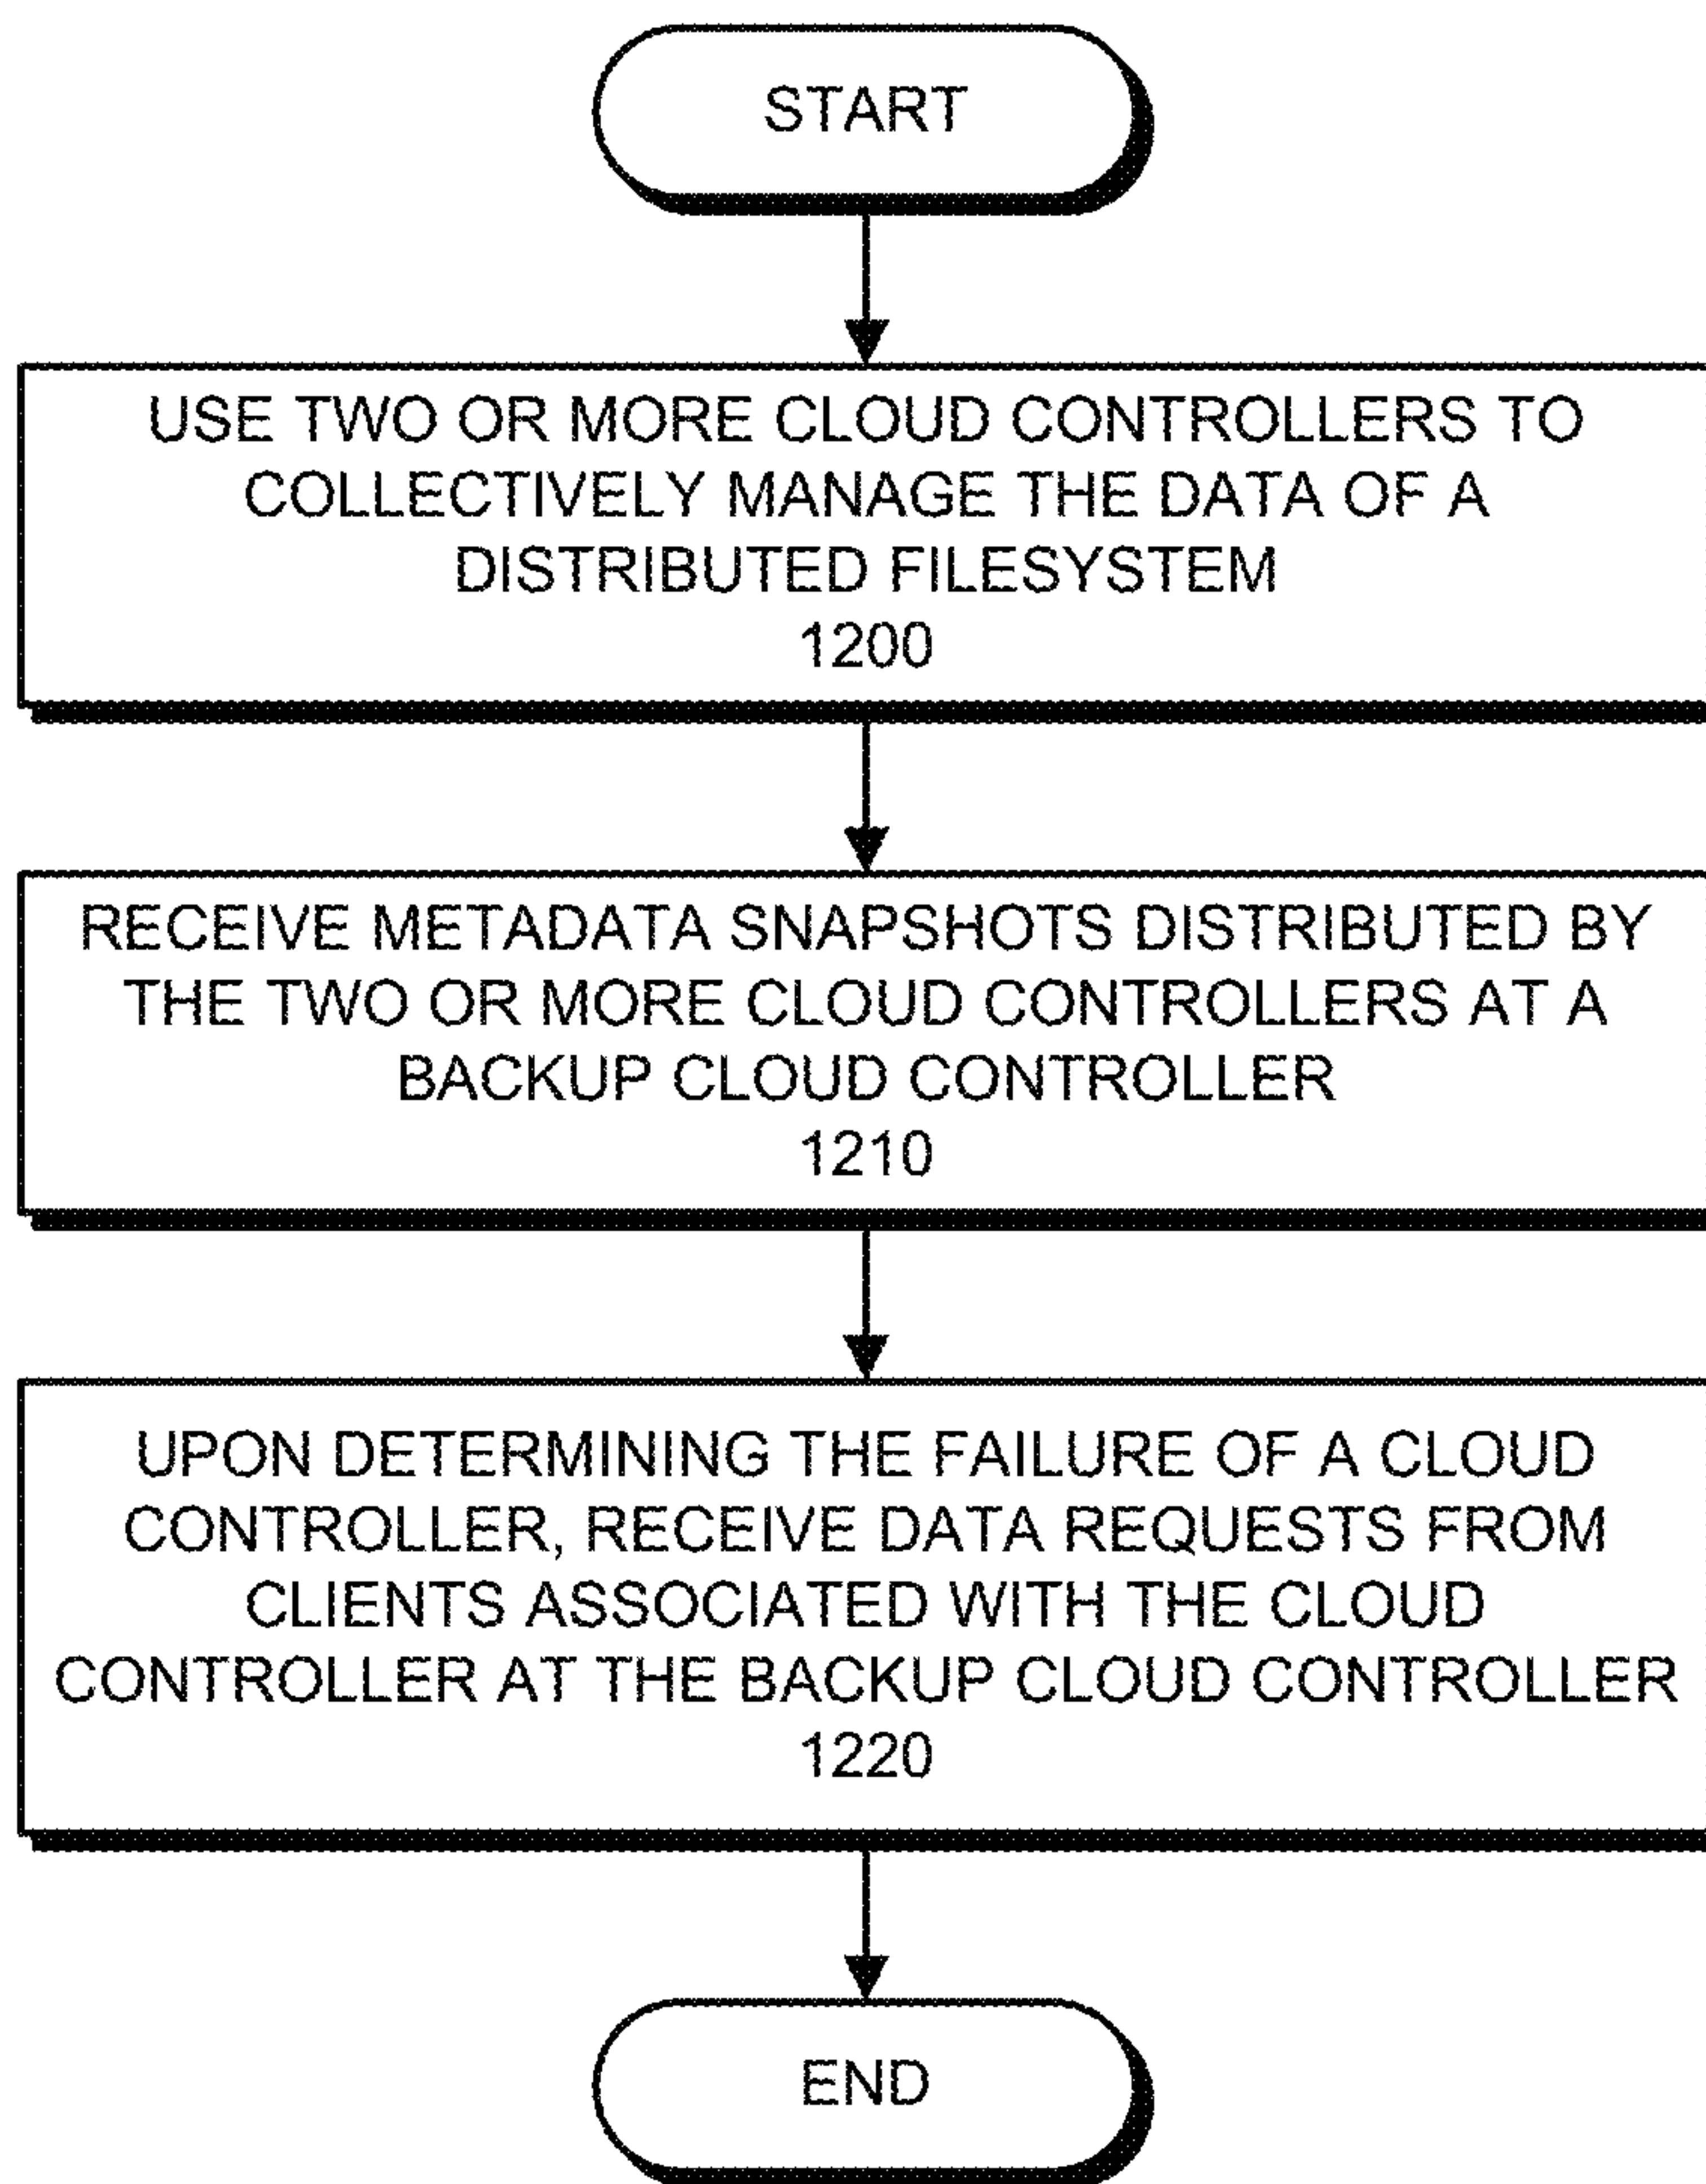 START
USE TWO OR MORE CLOUD CONTROLLERS TO
COLLECTIVELY MANAGE THE DATA OF A
DISTRIBUTED FILESYSTEM
1200
RECEIVE METADATA SNAPSHOTS DISTRIBUTED BY
THE TWO OR MORE CLOUD CONTROLLERS AT A
BACKUP CLOUD CONTROLLER
1210
UPON DETERMINING THE FAILURE OF A CLOUD
CONTROLLER, RECEIVE DATA REQUESTS FROM
CLIENTS ASSOCIATED WITH THE CLOUD
CONTROLLER AT THE BACKUP CLOUD CONTROLLER
1220
END